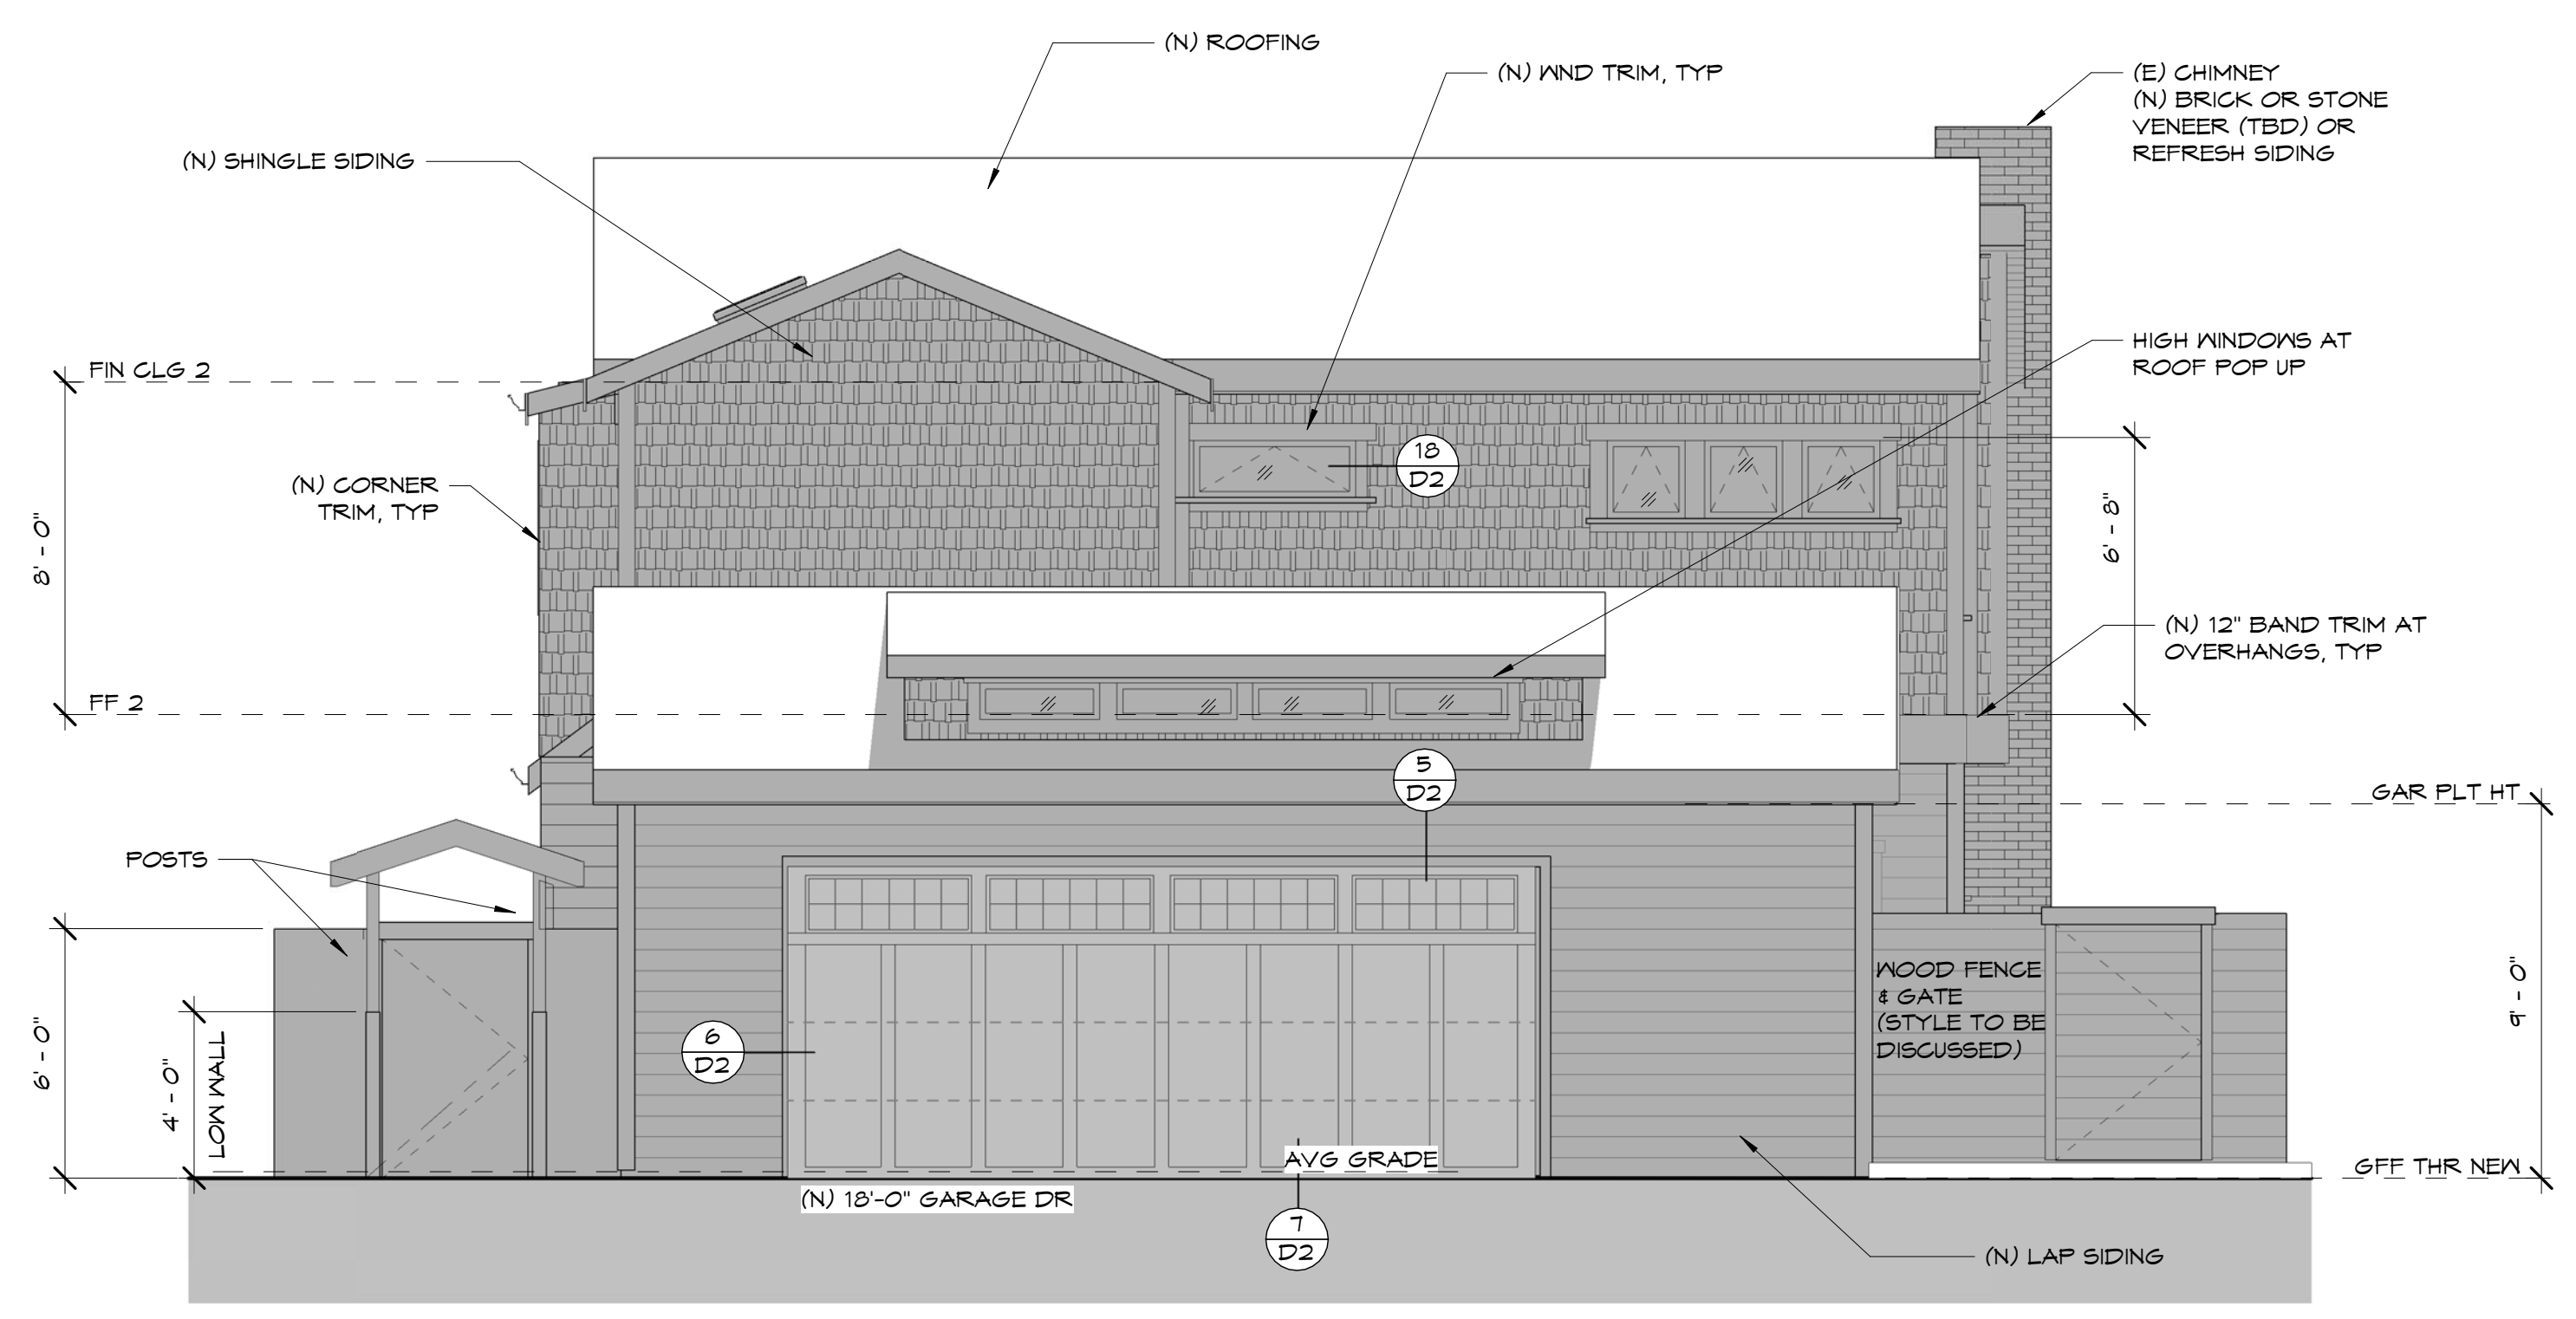 (N) ROOFING
(N) WND TRIM, TYP
(E) CHIMNEY
(N) BRICK OR STONE
VENEER (TBD) OR
REFRESH SIDING
(N) SHINGLE SIDING
HIGH WINDOWS AT
ROOF POP UP
FIN CLG 2
18
D2
(N) CORNER
TRIM, TYP
8' - 0"
6' - 8"
(N) 12" BAND TRIM AT
OVERHANGS, TYP
FF 2
5
D2
GAR PLT HT
POSTS
WOOD FENCE
& GATE
(STYLE TO BE
DISCUSSED)
9' - 0"
6' - 0"
4' - 0"
LOW WALL
6
D2
AVG GRADE
GFF THR NEW
(N) 18'-0" GARAGE DR
7
D2
(N) LAP SIDING